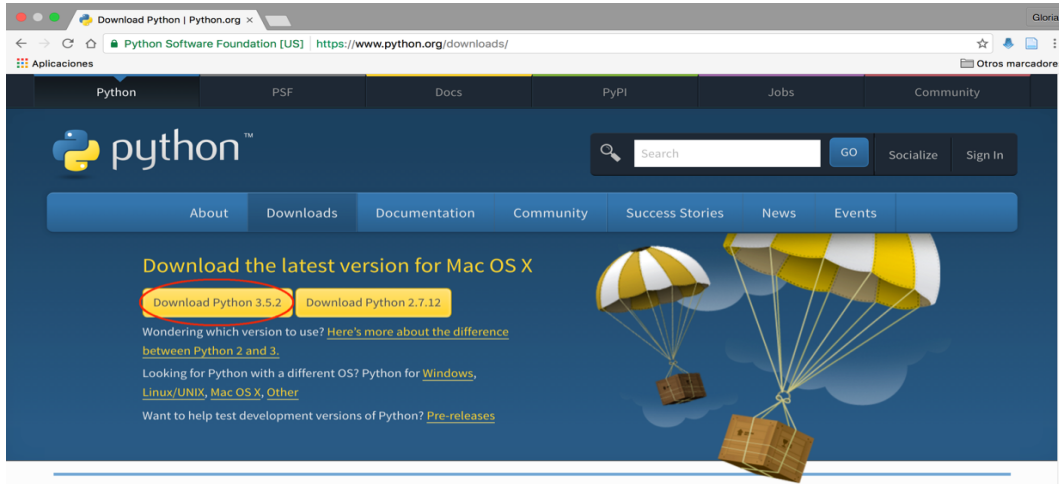 Download Python | Python.org ×
Gloria
Python Software Foundation [US] https://www.python.org/downloads/
Aplicaciones
Otros marcadore
Python PSF Docs PyPI Jobs Community
python™
Search GO Socialize Sign In
About Downloads Documentation Community Success Stories News Events
Download the latest version for Mac OS X
Download Python 3.5.2 Download Python 2.7.12
Wondering which version to use? Here's more about the difference
between Python 2 and 3.
Looking for Python with a different OS? Python for Windows,
Linux/UNIX, Mac OS X, Other
Want to help test development versions of Python? Pre-releases